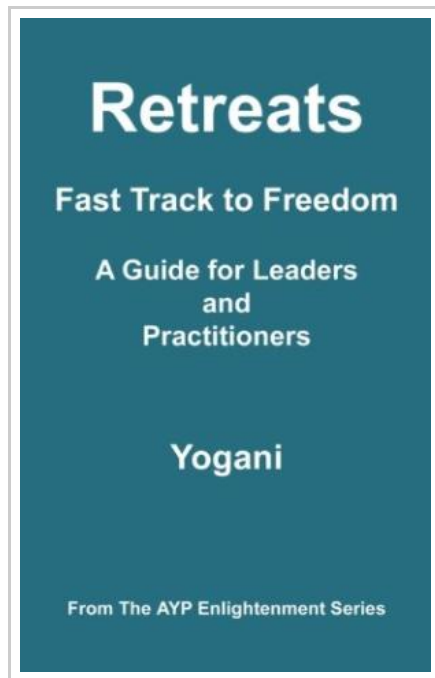 Retreats
Fast Track to Freedom
A Guide for Leaders
and
Practitioners
Yogani
From The AYP Enlightenment Series